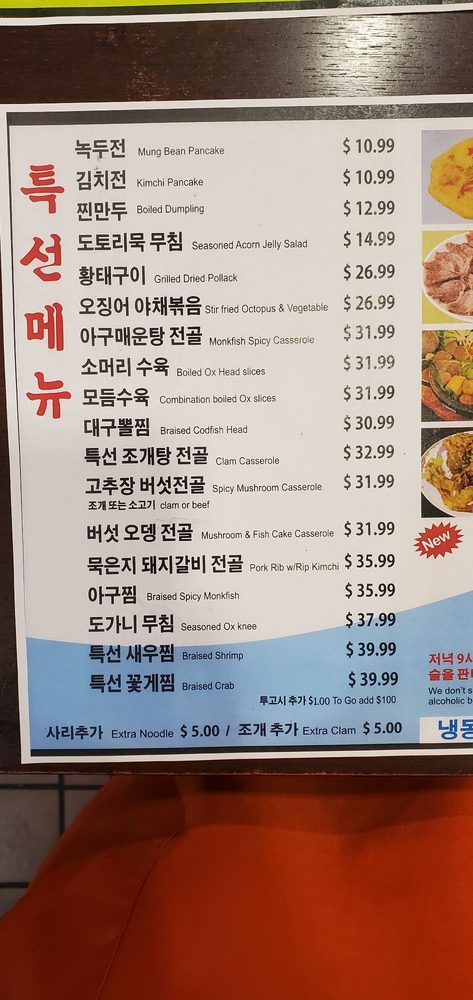 특선메뉴
녹두전 Mung Bean Pancake $ 10.99
김치전 Kimchi Pancake $ 10.99
찐만두 Boiled Dumpling $ 12.99
도토리묵 무침 Seasoned Acorn Jelly Salad $ 14.99
황태구이 Grilled Dried Pollack $ 26.99
오징어 야채볶음 Stir fried Octopus & Vegetable $ 26.99
아구매운탕 전골 Monkfish Spicy Casserole $ 31.99
소머리 수육 Boiled Ox Head slices $ 31.99
모듬수육 Combination boiled Ox slices $ 31.99
대구뽈찜 Braised Codfish Head $ 30.99
특선 조개탕 전골 Clam Casserole $ 32.99
고추장 버섯전골 Spicy Mushroom Casserole $ 31.99
조개 또는 소고기 clam or beef
버섯 오뎅 전골 Mushroom & Fish Cake Casserole $ 31.99
묵은지 돼지갈비 전골 Pork Rib w/Rip Kimchi $ 35.99
아구찜 Braised Spicy Monkfish $ 35.99
도가니 무침 Seasoned Ox knee $ 37.99
특선 새우찜 Braised Shrimp $ 39.99
특선 꽃게찜 Braised Crab $ 39.99
투고시 추가 $1.00 To Go add $100
사리추가 Extra Noodle $ 5.00 / 조개 추가 Extra Clam $ 5.00
New
저녁 9시
술을 판
We don't s
alcoholic b
냉동